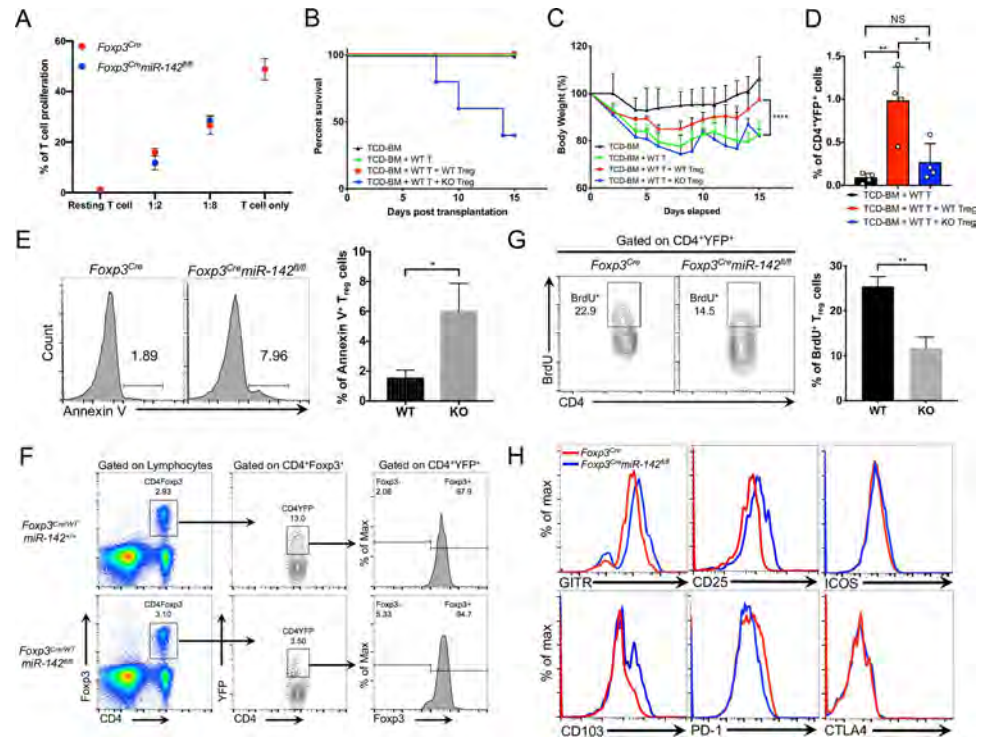 A
Foxp3Cre
Foxp3CremiR-142fl/fl
% of T cell proliferation
60
40
20
0
Resting T cell 1:2 1:8 T cell only
B
Percent survival
100
50
0
TCD-BM
TCD-BM + WT T
TCD-BM + WT T + WT Treg
TCD-BM + WT T + KO Treg
0 5 10 15
Days post transplantation
C
Body Weight (%)
120
100
80
60
****
TCD-BM
TCD-BM + WT T
TCD-BM + WT T + WT Treg
TCD-BM + WT T + KO Treg
0 5 10 15
Days elapsed
D
NS
** *
% of CD4+YFP+ cells
1.5
1.0
0.5
0.0
TCD-BM + WT T
TCD-BM + WT T + WT Treg
TCD-BM + WT T + KO Treg
E
Foxp3Cre Foxp3CremiR-142fl/fl
Count
1.89 7.96
Annexin V
% of Annexin V+ Treg cells
10
8
6
4
2
0
*
WT KO
G
Gated on CD4+YFP+
Foxp3Cre Foxp3CremiR-142fl/fl
BrdU+
22.9
BrdU+
14.5
BrdU
CD4
% of BrdU+ Treg cells
30
20
10
0
**
WT KO
F
Gated on Lymphocytes Gated on CD4+Foxp3+ Gated on CD4+YFP+
Foxp3Cre/WT
miR-142+/+
CD4Foxp3
2.93
CD4YFP
13.0
Foxp3- Foxp3+
2.08 97.9
% of Max
Foxp3Cre/WT
miR-142fl/fl
CD4Foxp3
3.10
CD4YFP
3.50
Foxp3- Foxp3+
5.33 94.7
% of Max
Foxp3
YFP
CD4 Foxp3
H
Foxp3Cre
Foxp3CremiR-142fl/fl
% of max
GITR CD25 ICOS
% of max
CD103 PD-1 CTLA4